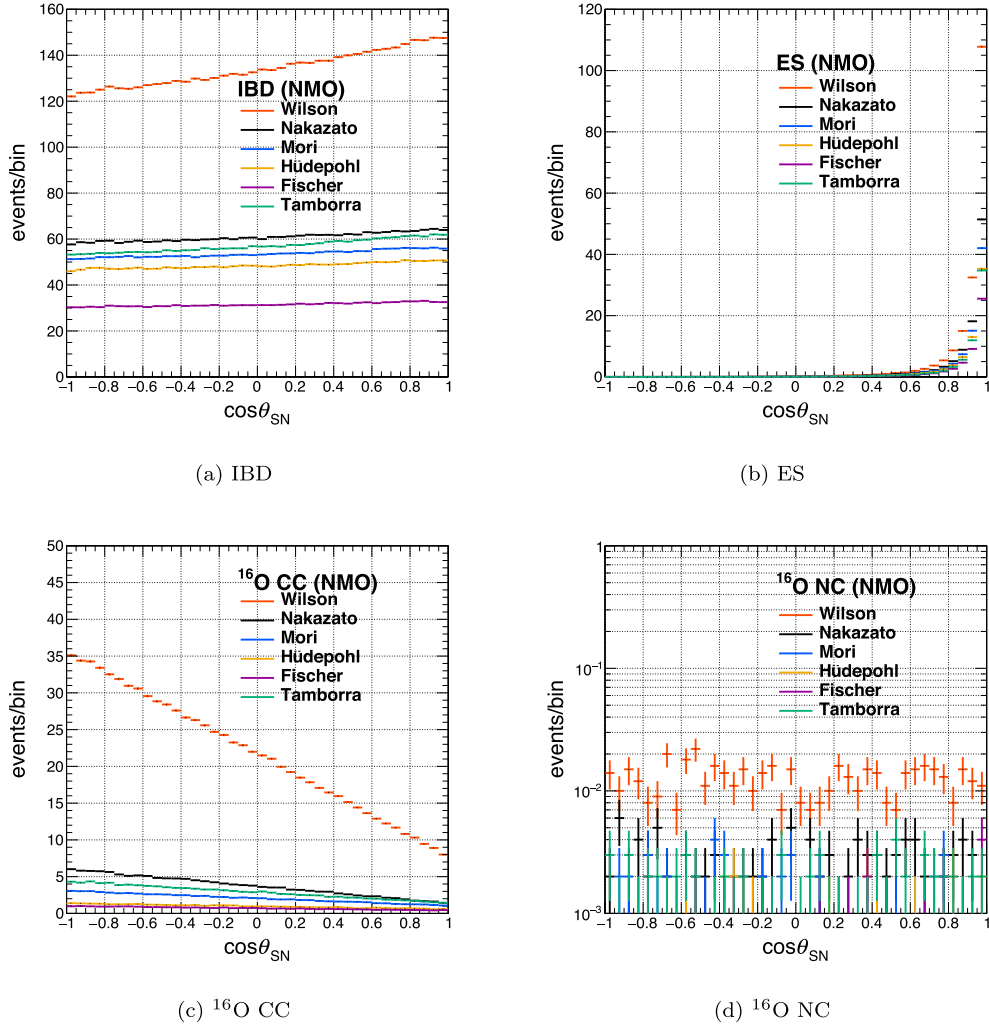 160
140
120
100
80
60
40
20
0
events/bin
IBD (NMO)
Wilson
Nakazato
Mori
Hüdepohl
Fischer
Tamborra
−1 −0.8 −0.6 −0.4 −0.2 0 0.2 0.4 0.6 0.8 1
cosθSN
(a) IBD
120
100
80
60
40
20
0
events/bin
ES (NMO)
Wilson
Nakazato
Mori
Hüdepohl
Fischer
Tamborra
−1 −0.8 −0.6 −0.4 −0.2 0 0.2 0.4 0.6 0.8 1
cosθSN
(b) ES
50
45
40
35
30
25
20
15
10
5
0
events/bin
16O CC (NMO)
Wilson
Nakazato
Mori
Hüdepohl
Fischer
Tamborra
−1 −0.8 −0.6 −0.4 −0.2 0 0.2 0.4 0.6 0.8 1
cosθSN
(c) 16O CC
1
10−1
10−2
10−3
events/bin
16O NC (NMO)
Wilson
Nakazato
Mori
Hüdepohl
Fischer
Tamborra
−1 −0.8 −0.6 −0.4 −0.2 0 0.2 0.4 0.6 0.8 1
cosθSN
(d) 16O NC